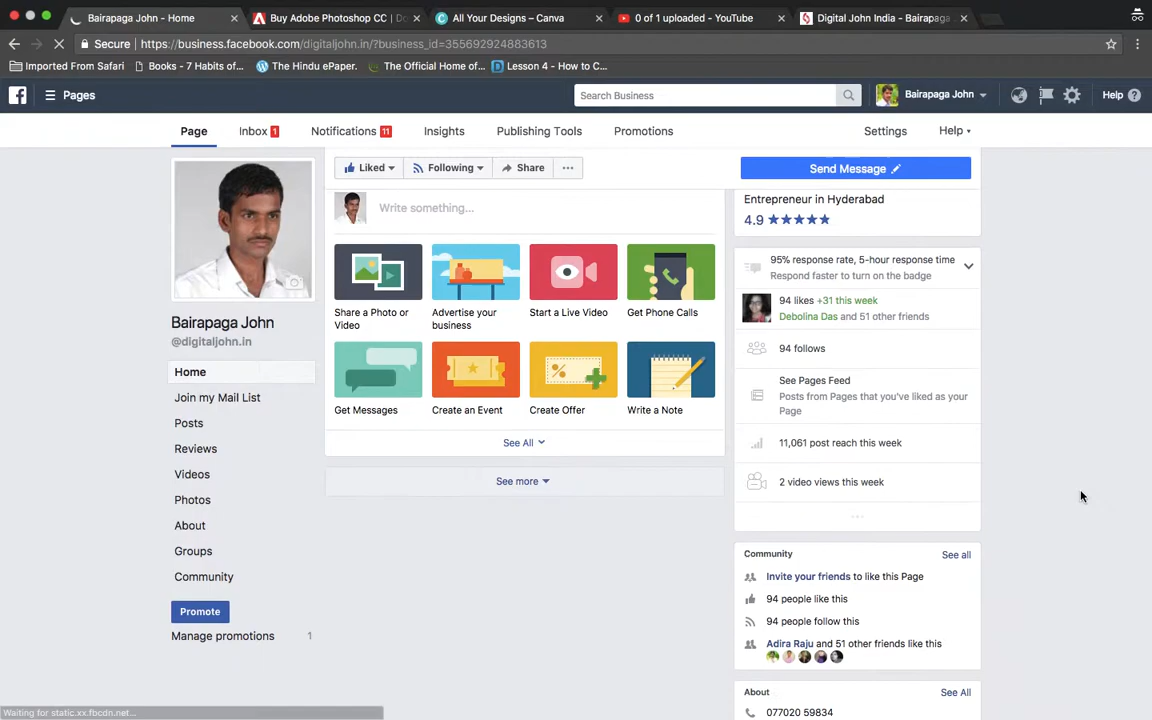 Bairapaga John - Home
Buy Adobe Photoshop CC | Do
All Your Designs – Canva
0 of 1 uploaded - YouTube
Digital John India - Bairapaga
Secure | https://business.facebook.com/digitaljohn.in/?business_id=355692924883613
Imported From Safari
Books - 7 Habits of...
The Hindu ePaper.
The Official Home of...
Lesson 4 - How to C...
Pages
Search Business
Bairapaga John
Help
Page
Inbox 1
Notifications 11
Insights
Publishing Tools
Promotions
Settings
Help
Liked
Following
Share
Send Message
Bairapaga John
@digitaljohn.in
Home
Join my Mail List
Posts
Reviews
Videos
Photos
About
Groups
Community
Promote
Manage promotions 1
Write something...
Share a Photo or
Video
Advertise your
business
Start a Live Video
Get Phone Calls
Get Messages
Create an Event
Create Offer
Write a Note
See All
See more
Entrepreneur in Hyderabad
4.9 ★★★★★
95% response rate, 5-hour response time
Respond faster to turn on the badge
94 likes +31 this week
Debolina Das and 51 other friends
94 follows
See Pages Feed
Posts from Pages that you've liked as your
Page
11,061 post reach this week
2 video views this week
Community
See all
Invite your friends to like this Page
94 people like this
94 people follow this
Adira Raju and 51 other friends like this
About
See All
077020 59834
Waiting for static.xx.fbcdn.net...